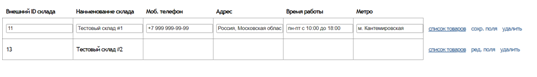 Внешний ID склада Наименование склада Моб. телефон Адрес Время работы Метро
11 Тестовый склад #1 +7 999 999-99-99 Россия, Московская облас пн-пт с 10:00 до 18:00 м Кантемировская список товаров сохр. поля удалить
13 Тестовый склад #2 список товаров ред. поля удалить